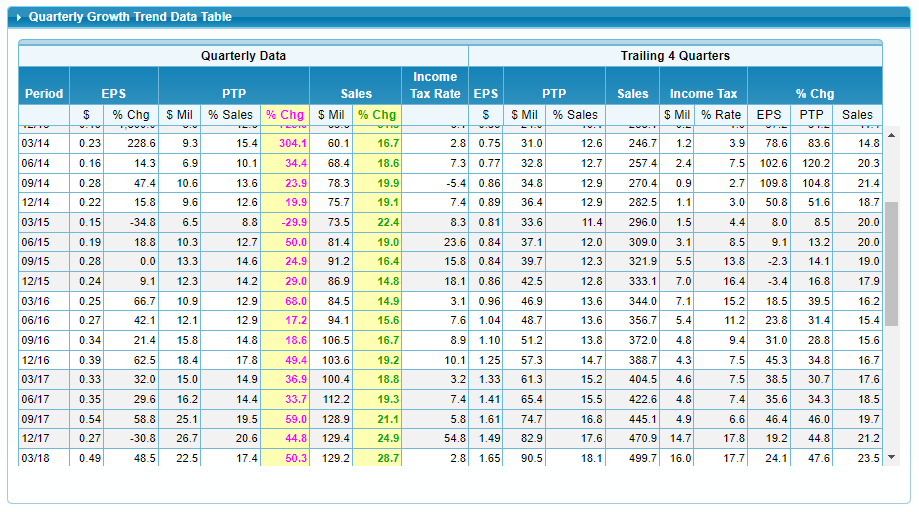 Quarterly Growth Trend Data Table
Quarterly Data Trailing 4 Quarters
Period EPS PTP Sales Income Tax Rate EPS PTP Sales Income Tax % Chg
$ % Chg $ Mil % Sales % Chg $ Mil % Chg $ $ Mil % Sales $ Mil % Rate EPS PTP Sales
03/14 0.23 228.6 9.3 15.4 304.1 60.1 16.7 2.8 0.75 31.0 12.6 246.7 1.2 3.9 78.6 83.6 14.8
06/14 0.16 14.3 6.9 10.1 34.4 68.4 18.6 7.3 0.77 32.8 12.7 257.4 2.4 7.5 102.6 120.2 20.3
09/14 0.28 47.4 10.6 13.6 23.9 78.3 19.9 -5.4 0.86 34.8 12.9 270.4 0.9 2.7 109.8 104.8 21.4
12/14 0.22 15.8 9.6 12.6 19.9 75.7 19.1 7.4 0.89 36.4 12.9 282.5 1.1 3.0 50.8 51.6 18.7
03/15 0.15 -34.8 6.5 8.8 -29.9 73.5 22.4 8.3 0.81 33.6 11.4 296.0 1.5 4.4 8.0 8.5 20.0
06/15 0.19 18.8 10.3 12.7 50.0 81.4 19.0 23.6 0.84 37.1 12.0 309.0 3.1 8.5 9.1 13.2 20.0
09/15 0.28 0.0 13.3 14.6 24.9 91.2 16.4 15.8 0.84 39.7 12.3 321.9 5.5 13.8 -2.3 14.1 19.0
12/15 0.24 9.1 12.3 14.2 29.0 86.9 14.8 18.1 0.86 42.5 12.8 333.1 7.0 16.4 -3.4 16.8 17.9
03/16 0.25 66.7 10.9 12.9 68.0 84.5 14.9 3.1 0.96 46.9 13.6 344.0 7.1 15.2 18.5 39.5 16.2
06/16 0.27 42.1 12.1 12.9 17.2 94.1 15.6 7.6 1.04 48.7 13.6 356.7 5.4 11.2 23.8 31.4 15.4
09/16 0.34 21.4 15.8 14.8 18.6 106.5 16.7 8.9 1.10 51.2 13.8 372.0 4.8 9.4 31.0 28.8 15.6
12/16 0.39 62.5 18.4 17.8 49.4 103.6 19.2 10.1 1.25 57.3 14.7 388.7 4.3 7.5 45.3 34.8 16.7
03/17 0.33 32.0 15.0 14.9 36.9 100.4 18.8 3.2 1.33 61.3 15.2 404.5 4.6 7.5 38.5 30.7 17.6
06/17 0.35 29.6 16.2 14.4 33.7 112.2 19.3 7.4 1.41 65.4 15.5 422.6 4.8 7.4 35.6 34.3 18.5
09/17 0.54 58.8 25.1 19.5 59.0 128.9 21.1 5.8 1.61 74.7 16.8 445.1 4.9 6.6 46.4 46.0 19.7
12/17 0.27 -30.8 26.7 20.6 44.8 129.4 24.9 54.8 1.49 82.9 17.6 470.9 14.7 17.8 19.2 44.8 21.2
03/18 0.49 48.5 22.5 17.4 50.3 129.2 28.7 2.8 1.65 90.5 18.1 499.7 16.0 17.7 24.1 47.6 23.5